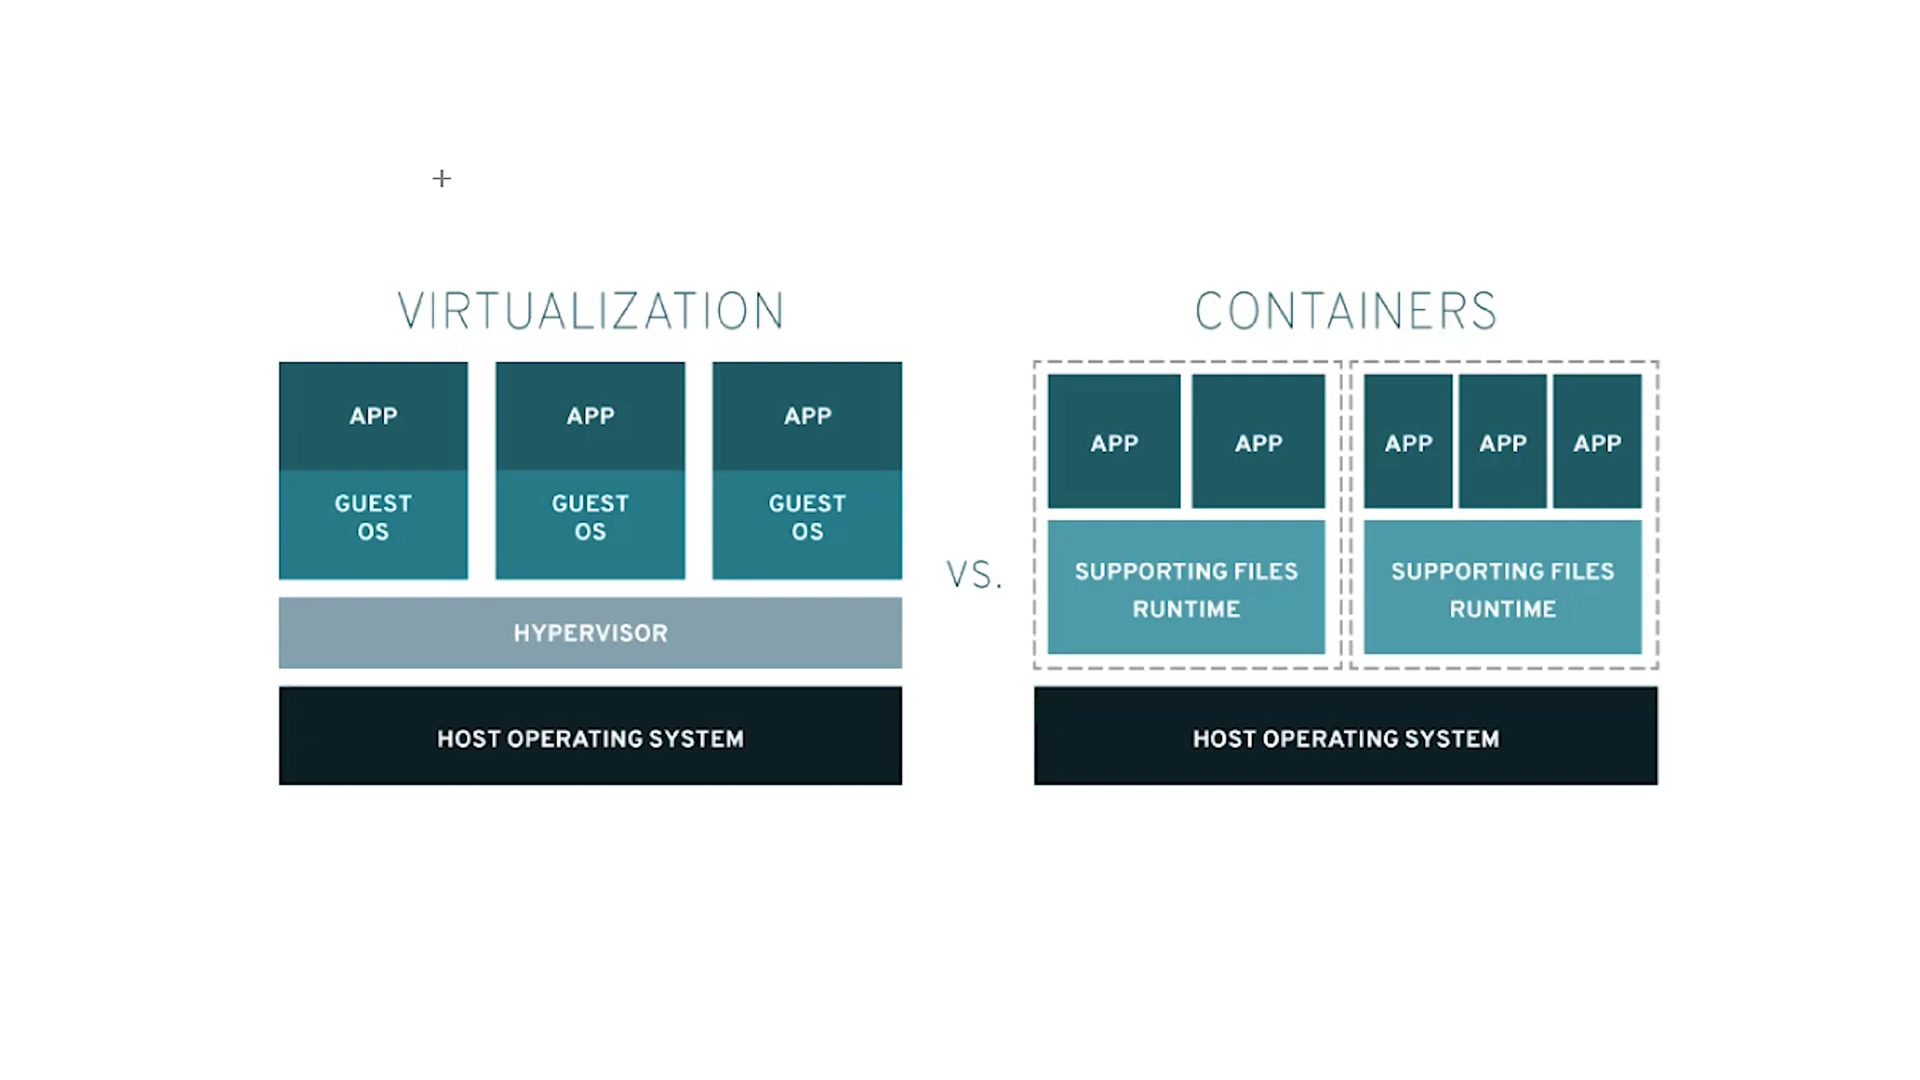 VIRTUALIZATION
APP
APP
APP
GUEST
OS
GUEST
OS
GUEST
OS
HYPERVISOR
HOST OPERATING SYSTEM
VS.
CONTAINERS
APP
APP
APP
APP
APP
SUPPORTING FILES
RUNTIME
SUPPORTING FILES
RUNTIME
HOST OPERATING SYSTEM